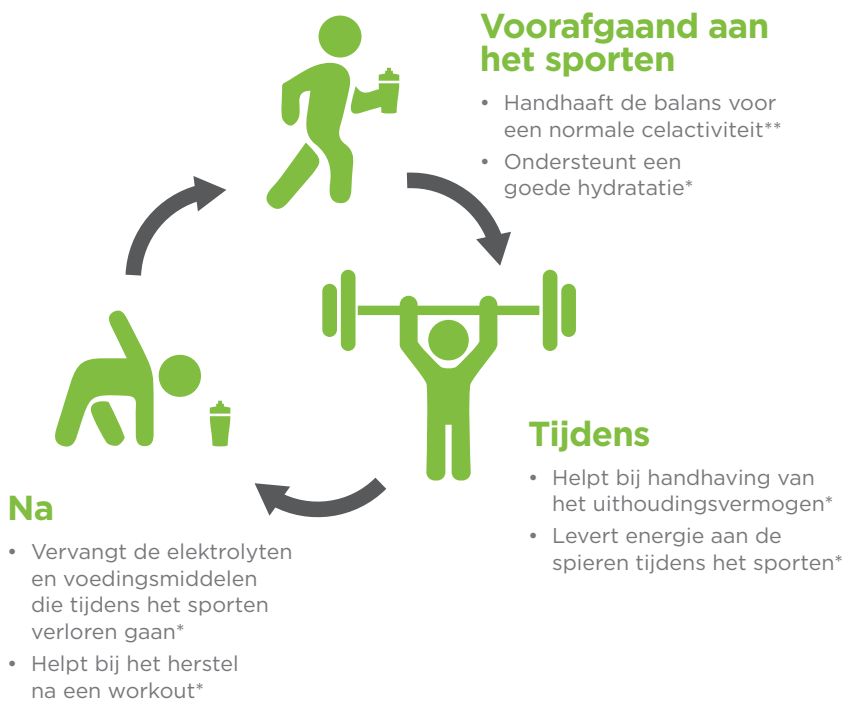 Voorafgaand aan
het sporten
• Handhaaft de balans voor
een normale celactiviteit**
• Ondersteunt een
goede hydratatie*
Tijdens
• Helpt bij handhaving van
het uithoudingsvermogen*
• Levert energie aan de
spieren tijdens het sporten*
Na
• Vervangt de elektrolyten
en voedingsmiddelen
die tijdens het sporten
verloren gaan*
• Helpt bij het herstel
na een workout*